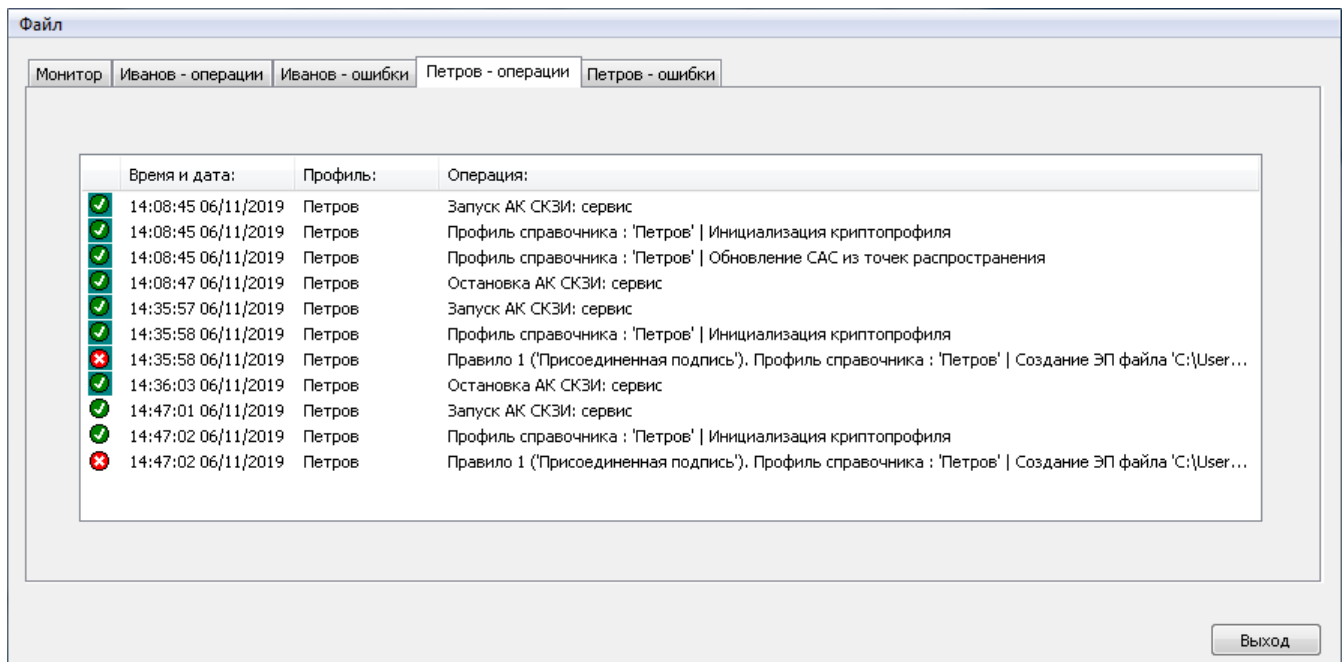 Файл
Монитор Иванов - операции Иванов - ошибки Петров - операции Петров - ошибки
Время и дата: Профиль: Операция:
14:08:45 06/11/2019 Петров Запуск АК СКЗИ: сервис
14:08:45 06/11/2019 Петров Профиль справочника : 'Петров' | Инициализация криптопрофиля
14:08:45 06/11/2019 Петров Профиль справочника : 'Петров' | Обновление САС из точек распространения
14:08:47 06/11/2019 Петров Остановка АК СКЗИ: сервис
14:35:57 06/11/2019 Петров Запуск АК СКЗИ: сервис
14:35:58 06/11/2019 Петров Профиль справочника : 'Петров' | Инициализация криптопрофиля
14:35:58 06/11/2019 Петров Правило 1 ('Присоединенная подпись'). Профиль справочника : 'Петров' | Создание ЭП файла 'C:\User...
14:36:03 06/11/2019 Петров Остановка АК СКЗИ: сервис
14:47:01 06/11/2019 Петров Запуск АК СКЗИ: сервис
14:47:02 06/11/2019 Петров Профиль справочника : 'Петров' | Инициализация криптопрофиля
14:47:02 06/11/2019 Петров Правило 1 ('Присоединенная подпись'). Профиль справочника : 'Петров' | Создание ЭП файла 'C:\User...
Выход